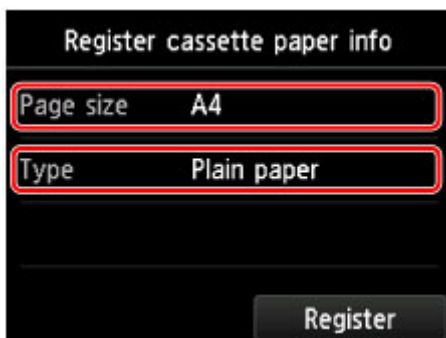 Register cassette paper info
Page size A4
Type Plain paper
Register